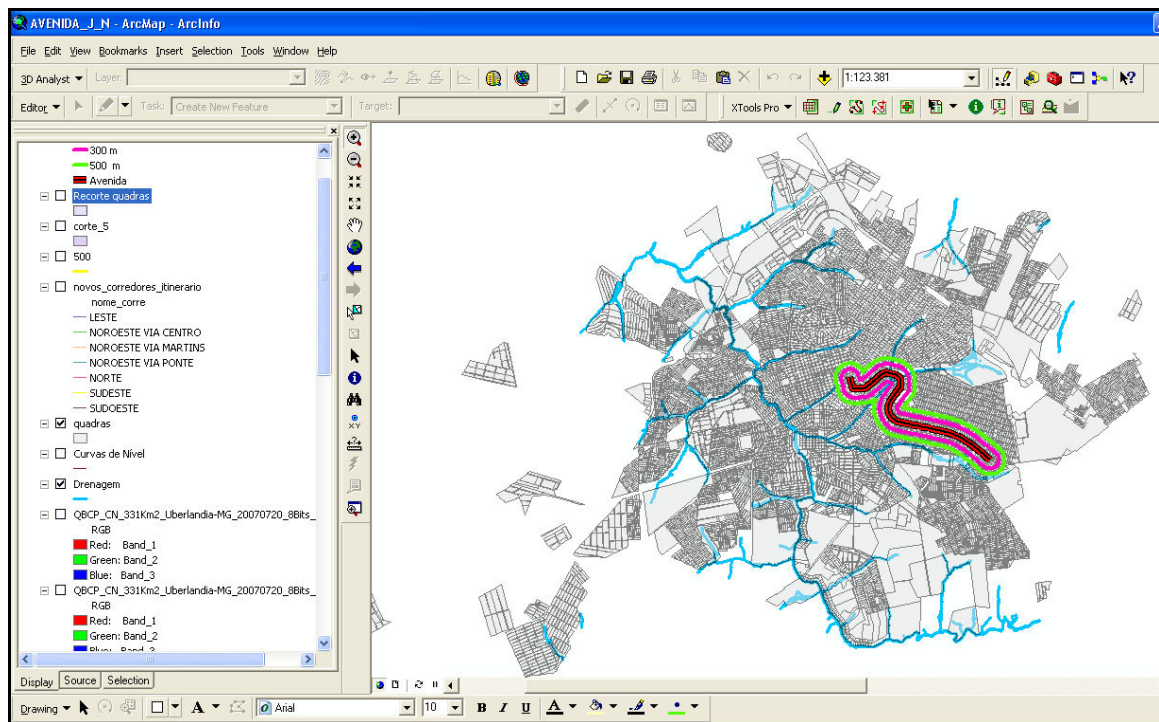 AVENIDA_J_N - ArcMap - ArcInfo
File Edit View Bookmarks Insert Selection Tools Window Help
3D Analyst Layer: 1:123.381
Editor Task: Create New Feature Target: XTools Pro
300 m
500 m
Avenida
Recorte quadras
corte_5
500
novos_corredores_itinerario
nome_corre
LESTE
NOROESTE VIA CENTRO
NOROESTE VIA MARTINS
NOROESTE VIA PONTE
NORTE
SUDESTE
SUDOESTE
quadras
Curvas de Nível
Drenagem
QBCP_CN_331Km2_Uberlandia-MG_20070720_8Bits_
RGB
Red: Band_1
Green: Band_2
Blue: Band_3
QBCP_CN_331Km2_Uberlandia-MG_20070720_8Bits_
RGB
Red: Band_1
Green: Band_2
Blue: Band_3
XY
Display Source Selection
Drawing A Arial 10 B I U A